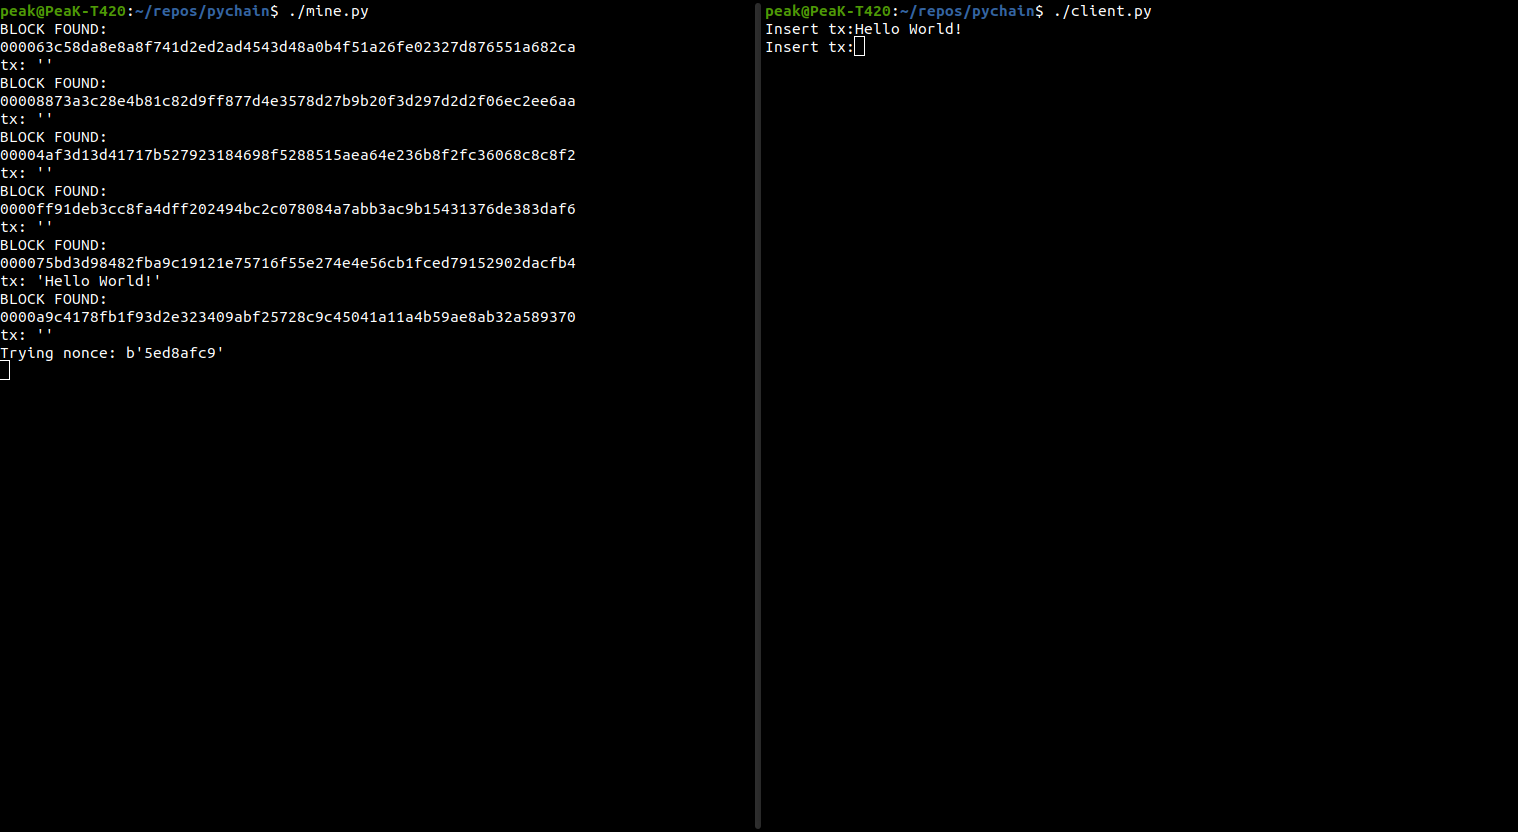 peak@PeaK-T420:~/repos/pychain$ ./mine.py
BLOCK FOUND:
000063c58da8e8a8f741d2ed2ad4543d48a0b4f51a26fe02327d876551a682ca
tx: ''
BLOCK FOUND:
00008873a3c28e4b81c82d9ff877d4e3578d27b9b20f3d297d2d2f06ec2ee6aa
tx: ''
BLOCK FOUND:
00004af3d13d41717b527923184698f5288515aea64e236b8f2fc36068c8c8f2
tx: ''
BLOCK FOUND:
0000ff91deb3cc8fa4dff202494bc2c078084a7abb3ac9b15431376de383daf6
tx: ''
BLOCK FOUND:
000075bd3d98482fba9c19121e75716f55e274e4e56cb1fced79152902dacfb4
tx: 'Hello World!'
BLOCK FOUND:
0000a9c4178fb1f93d2e323409abf25728c9c45041a11a4b59ae8ab32a589370
tx: ''
Trying nonce: b'5ed8afc9'
peak@PeaK-T420:~/repos/pychain$ ./client.py
Insert tx:Hello World!
Insert tx: